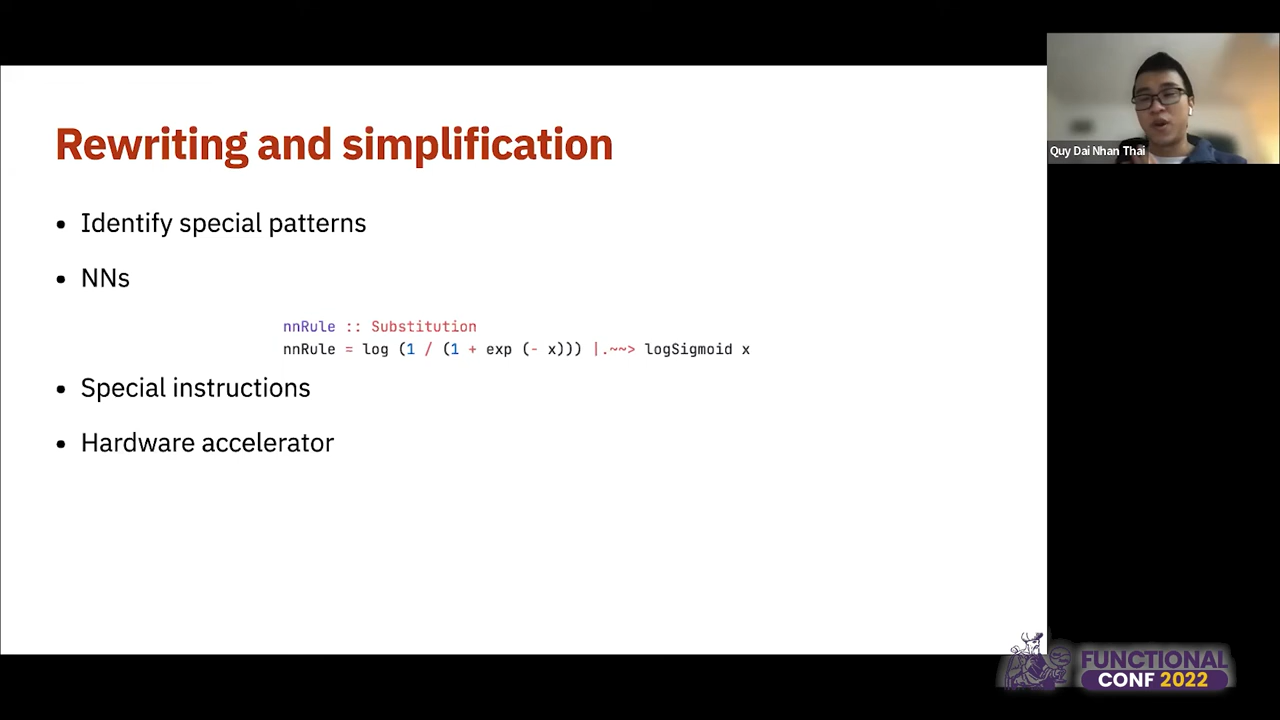 Rewriting and simplification
• Identify special patterns
• NNs
nnRule :: Substitution
nnRule = log (1 / (1 + exp (- x))) |.~~> logSigmoid x
• Special instructions
• Hardware accelerator
Quy Dai Nhan Thai
FUNCTIONAL
CONF 2022